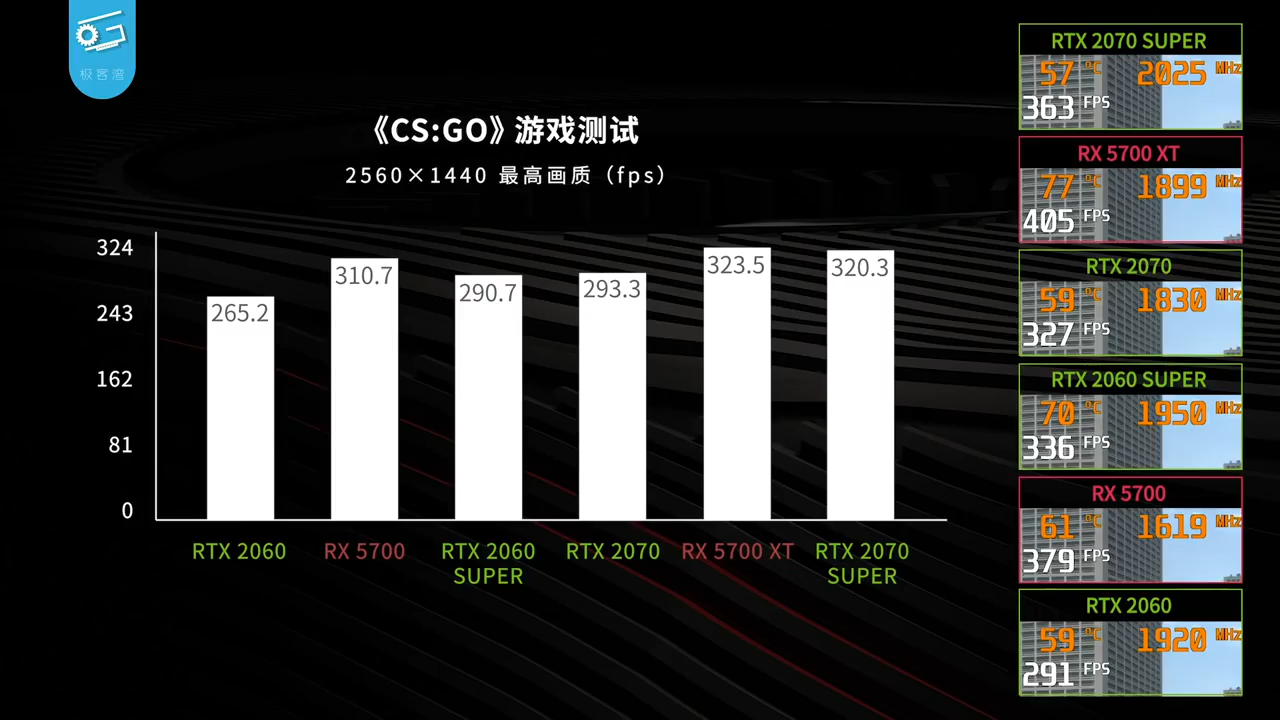 极客湾
《CS:GO》游戏测试
2560×1440 最高画质（fps）
324
243
162
81
0
265.2
310.7
290.7
293.3
323.5
320.3
RTX 2060
RX 5700
RTX 2060 SUPER
RTX 2070
RX 5700 XT
RTX 2070 SUPER
RTX 2070 SUPER
57 °C 2025 MHz
363 FPS
RX 5700 XT
77 °C 1899 MHz
405 FPS
RTX 2070
59 °C 1830 MHz
327 FPS
RTX 2060 SUPER
70 °C 1950 MHz
336 FPS
RX 5700
61 °C 1619 MHz
379 FPS
RTX 2060
59 °C 1920 MHz
291 FPS